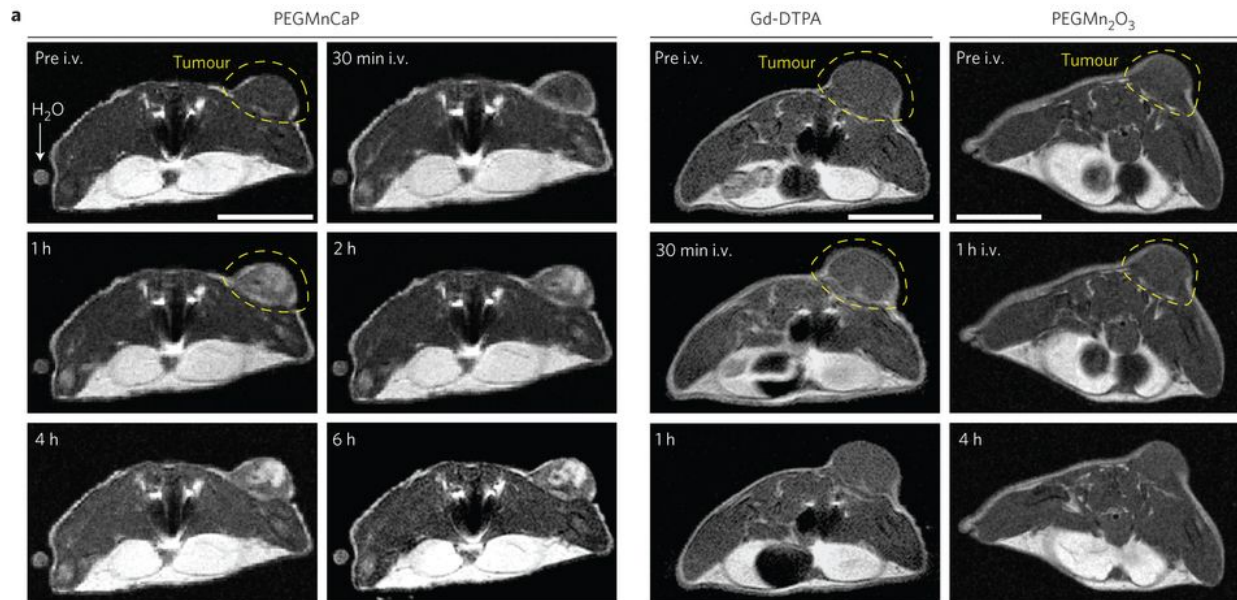 a
PEGMnCaP
Gd-DTPA
PEGMn₂O₃
Pre i.v.
Tumour
H₂O
30 min i.v.
Pre i.v.
Tumour
Pre i.v.
Tumour
1 h
2 h
30 min i.v.
1 h i.v.
4 h
6 h
1 h
4 h